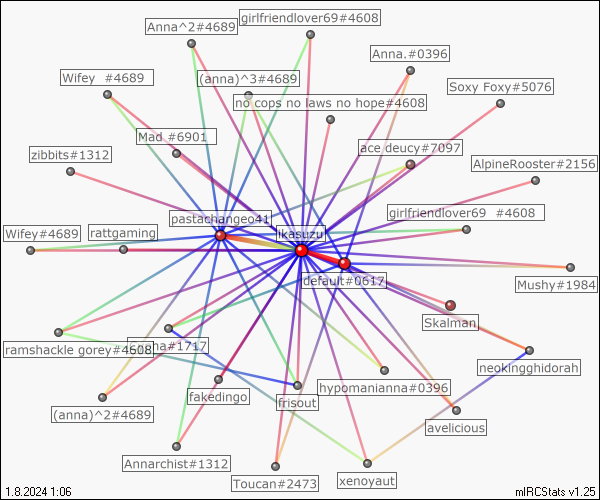 girlfriendlover69#4608
Anna^2#4689
Anna.#0396
Wifey  #4689
(anna)^3#4689
Soxy Foxy#5076
no cops no laws no hope#4608
Mad #6901
ace deucy#7097
zibbits#1312
AlpineRooster#2156
pastachangeo41
girlfriendlover69  #4608
Wifey#4689
rattgaming
ikasuzu
default#0617
Mushy#1984
Skalman
ramshackle gorey#4608
ha#1717
neokingghidorah
hypomanianna#0396
fakedingo
frisout
(anna)^2#4689
avelicious
Annarchist#1312
Toucan#2473
xenoyaut
1.8.2024 1:06
mIRCStats v1.25